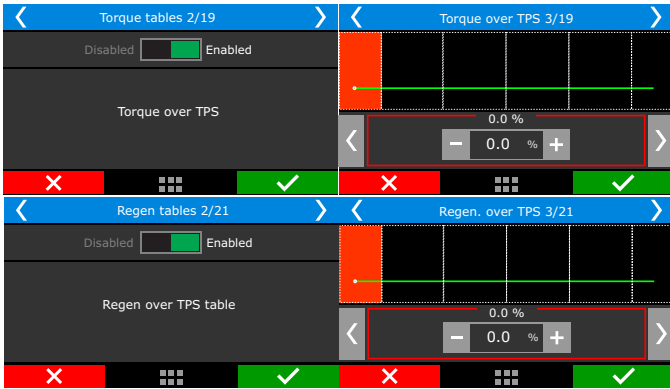 Torque tables 2/19
Disabled Enabled
Torque over TPS
Torque over TPS 3/19
0.0 %
0.0 %
Regen tables 2/21
Disabled Enabled
Regen over TPS table
Regen. over TPS 3/21
0.0 %
0.0 %